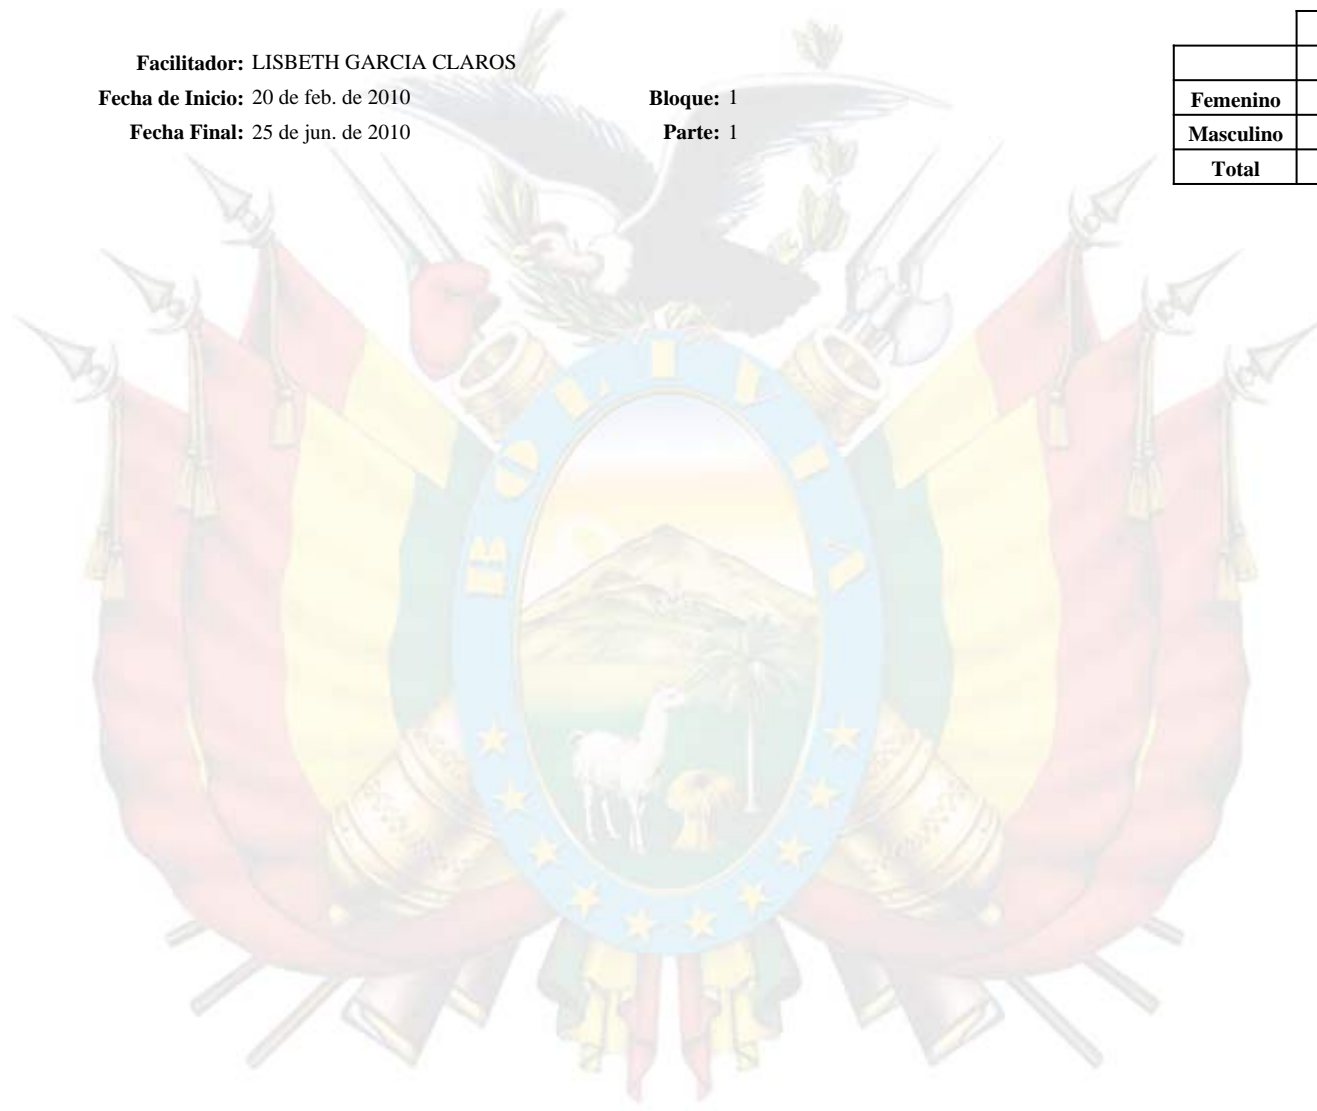 Facilitador: LISBETH GARCIA CLAROS
Fecha de Inicio: 20 de feb. de 2010 Bloque: 1
Fecha Final: 25 de jun. de 2010 Parte: 1
Femenino
Masculino
Total
BOLIVIA